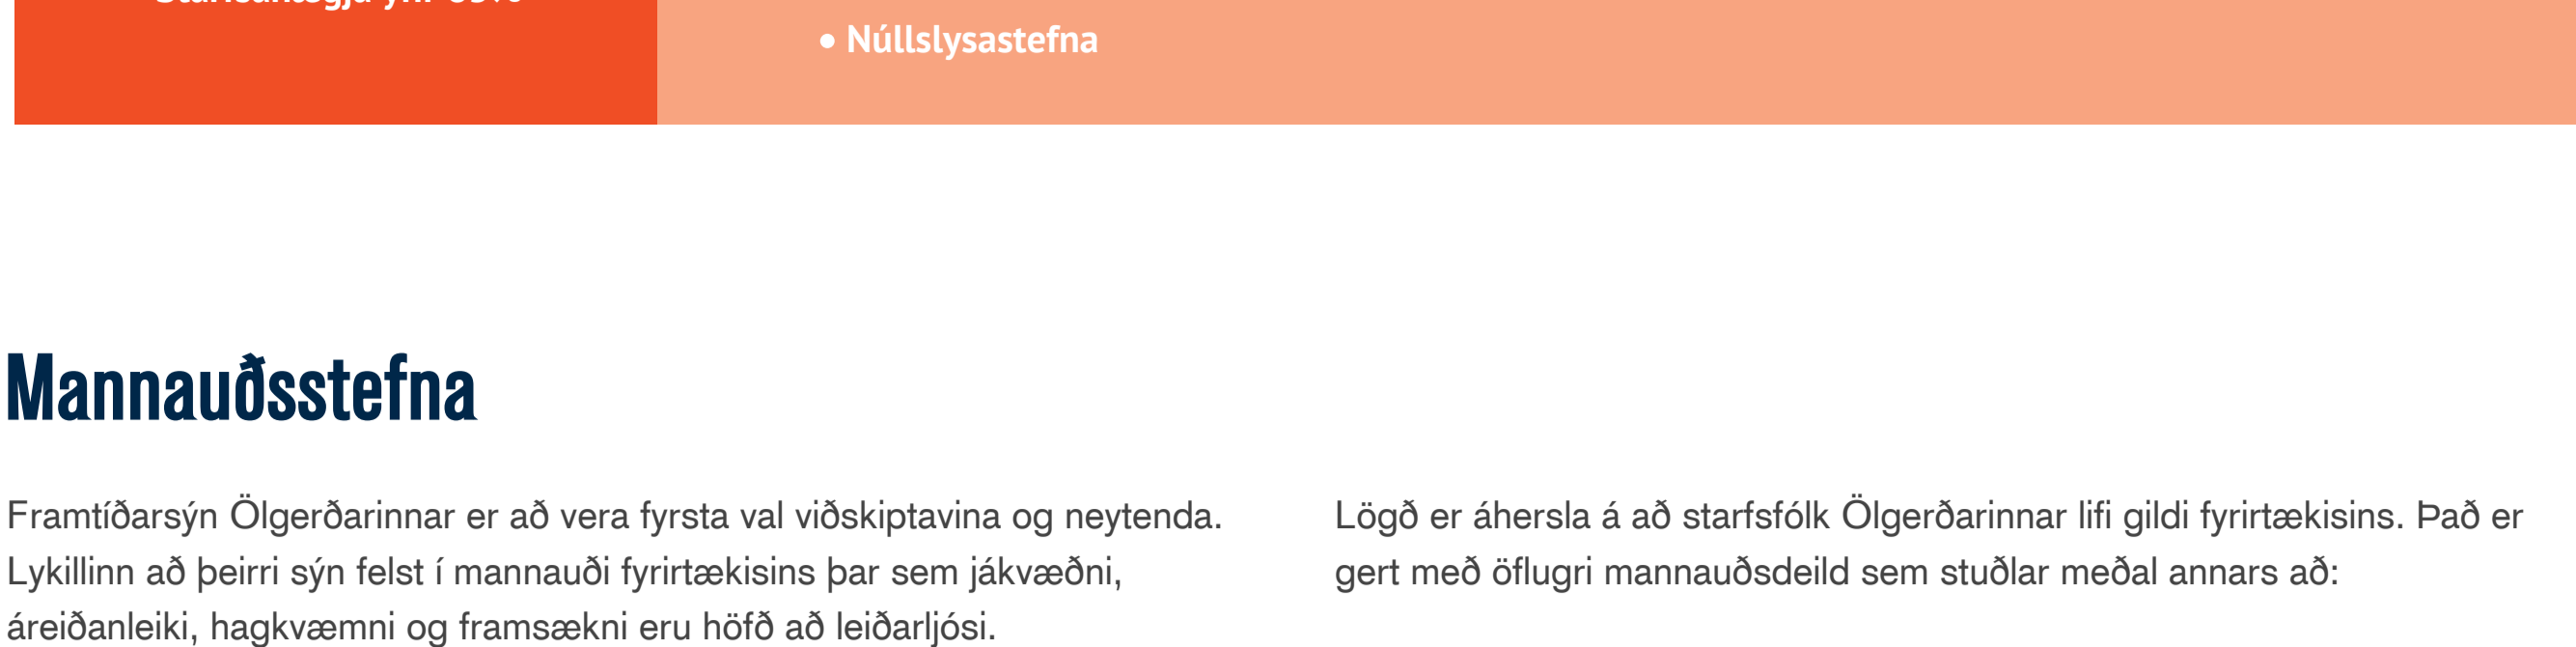 • Núllslysastefna
Mannauðsstefna
Framtíðarsýn Ölgerðarinnar er að vera fyrsta val viðskiptavina og neytenda.
Lykillinn að þeirri sýn felst í mannauði fyrirtækisins þar sem jákvæðni,
áreiðanleiki, hagkvæmni og framsækni eru höfð að leiðarljósi.
Lögð er áhersla á að starfsfólk Ölgerðarinnar lifi gildi fyrirtækisins. Það er
gert með öflugri mannauðsdeild sem stuðlar meðal annars að: